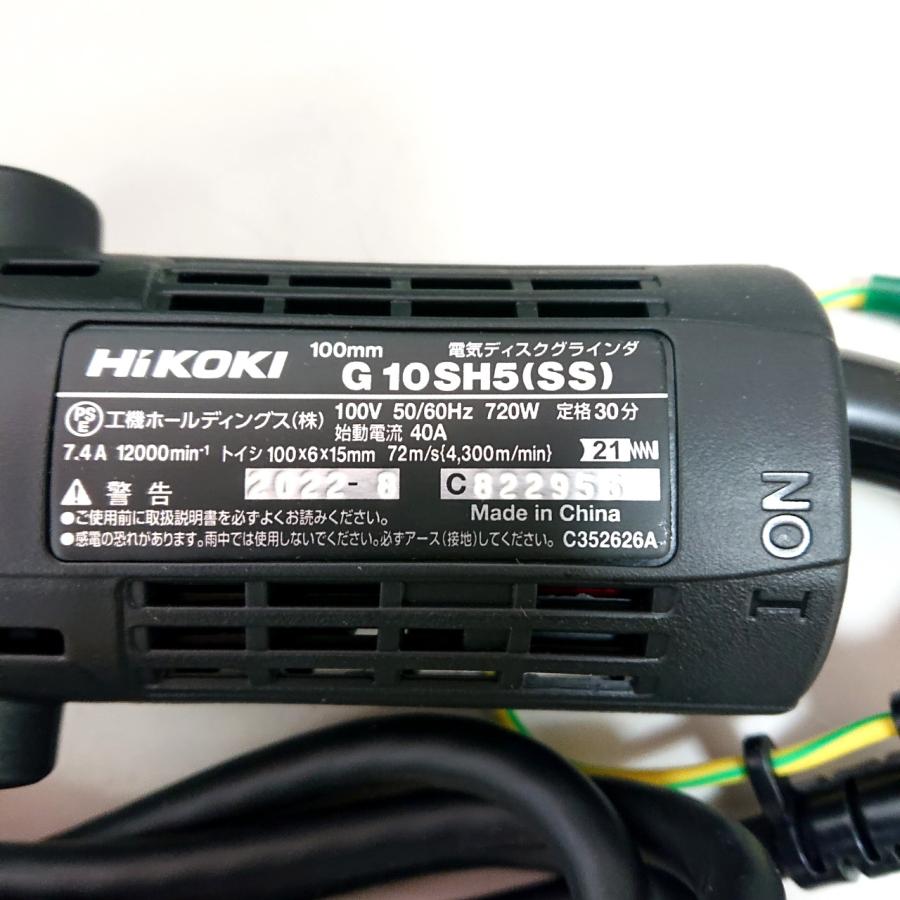 HiKOKI 100mm 電気ディスクグラインダ
G 10SH5(SS)
PSE 工機ホールディングス(株) 100V 50/60Hz 720W 定格30分
始動電流 40A
7.4A 12000min⁻¹ トイシ 100×6×15mm 72m/s{4,300m/min} 21
警告 2022-8 C822956
●ご使用前に取扱説明書を必ずよくお読みください。 Made in China
●感電の恐れがあります。雨中では使用しないでください。必ずアース(接地)してください。 C352626A
ON
I